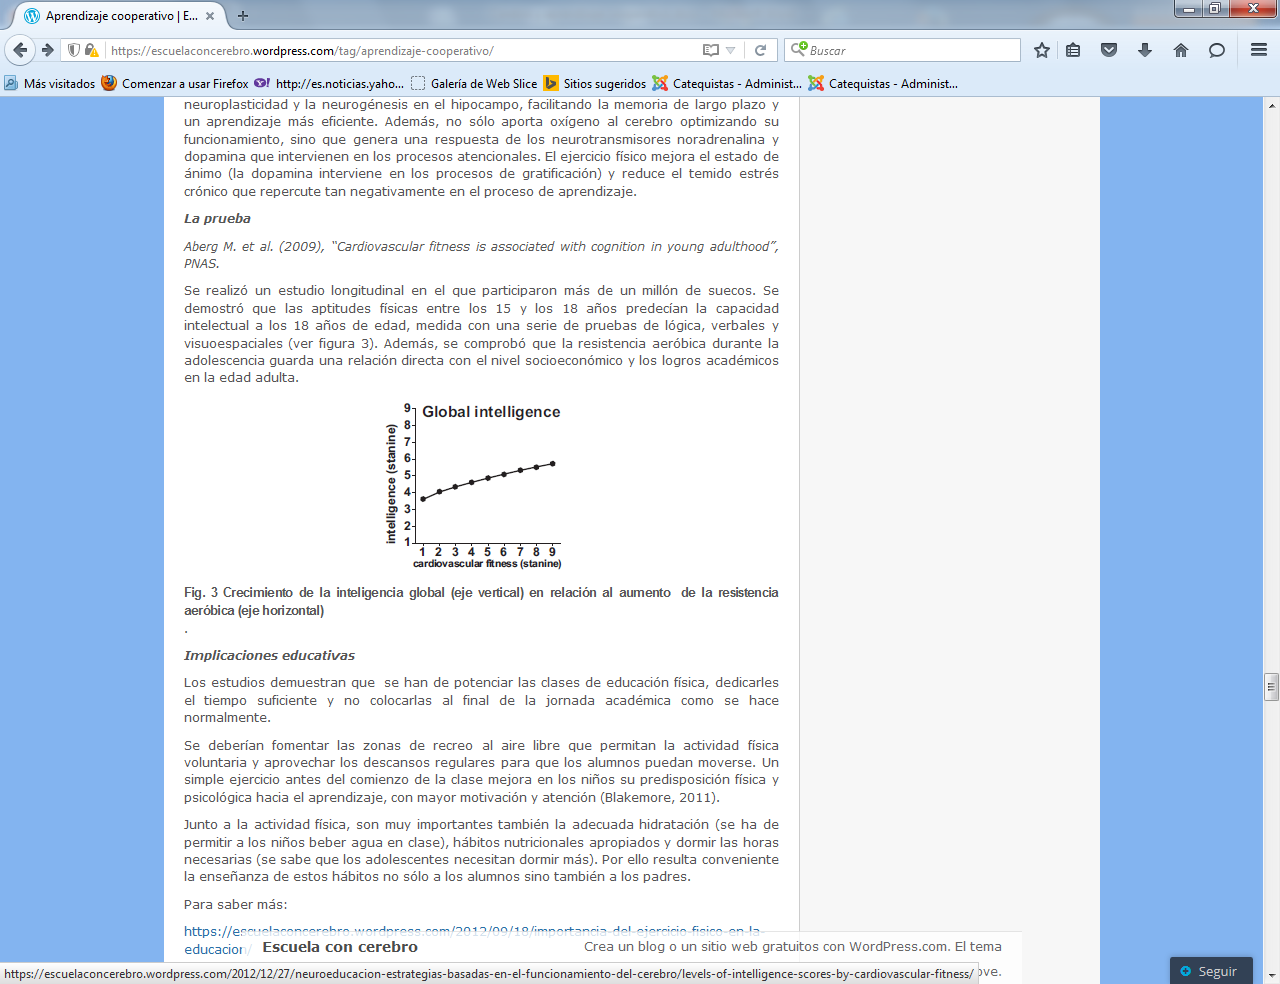 Aprendizaje cooperativo | E...
https://escuelaconcerebro.wordpress.com/tag/aprendizaje-cooperativo/
Buscar
Más visitados
Comenzar a usar Firefox
http://es.noticias.yaho...
Galería de Web Slice
Sitios sugeridos
Catequistas - Administ...
Catequistas - Administ...
neuroplasticidad y la neurogénesis en el hipocampo, facilitando la memoria de largo plazo y
un aprendizaje más eficiente. Además, no sólo aporta oxígeno al cerebro optimizando su
funcionamiento, sino que genera una respuesta de los neurotransmisores noradrenalina y
dopamina que intervienen en los procesos atencionales. El ejercicio físico mejora el estado de
ánimo (la dopamina interviene en los procesos de gratificación) y reduce el temido estrés
crónico que repercute tan negativamente en el proceso de aprendizaje.
La prueba
Aberg M. et al. (2009), “Cardiovascular fitness is associated with cognition in young adulthood”,
PNAS.
Se realizó un estudio longitudinal en el que participaron más de un millón de suecos. Se
demostró que las aptitudes físicas entre los 15 y los 18 años predecían la capacidad
intelectual a los 18 años de edad, medida con una serie de pruebas de lógica, verbales y
visuoespaciales (ver figura 3). Además, se comprobó que la resistencia aeróbica durante la
adolescencia guarda una relación directa con el nivel socioeconómico y los logros académicos
en la edad adulta.
Global intelligence
intelligence (stanine)
9
8
7
6
5
4
3
2
1
1 2 3 4 5 6 7 8 9
cardiovascular fitness (stanine)
Fig. 3 Crecimiento de la inteligencia global (eje vertical) en relación al aumento de la resistencia
aeróbica (eje horizontal)
.
Implicaciones educativas
Los estudios demuestran que se han de potenciar las clases de educación física, dedicarles
el tiempo suficiente y no colocarlas al final de la jornada académica como se hace
normalmente.
Se deberían fomentar las zonas de recreo al aire libre que permitan la actividad física
voluntaria y aprovechar los descansos regulares para que los alumnos puedan moverse. Un
simple ejercicio antes del comienzo de la clase mejora en los niños su predisposición física y
psicológica hacia el aprendizaje, con mayor motivación y atención (Blakemore, 2011).
Junto a la actividad física, son muy importantes también la adecuada hidratación (se ha de
permitir a los niños beber agua en clase), hábitos nutricionales apropiados y dormir las horas
necesarias (se sabe que los adolescentes necesitan dormir más). Por ello resulta conveniente
la enseñanza de estos hábitos no sólo a los alumnos sino también a los padres.
Para saber más:
https://escuelaconcerebro.wordpress.com/2012/09/18/importancia-del-ejercicio-fisico-en-la-
educacion/
Escuela con cerebro
Crea un blog o un sitio web gratuitos con WordPress.com. El tema
ove.
https://escuelaconcerebro.wordpress.com/2012/12/27/neuroeducacion-estrategias-basadas-en-el-funcionamiento-del-cerebro/levels-of-intelligence-scores-by-cardiovascular-fitness/
Seguir